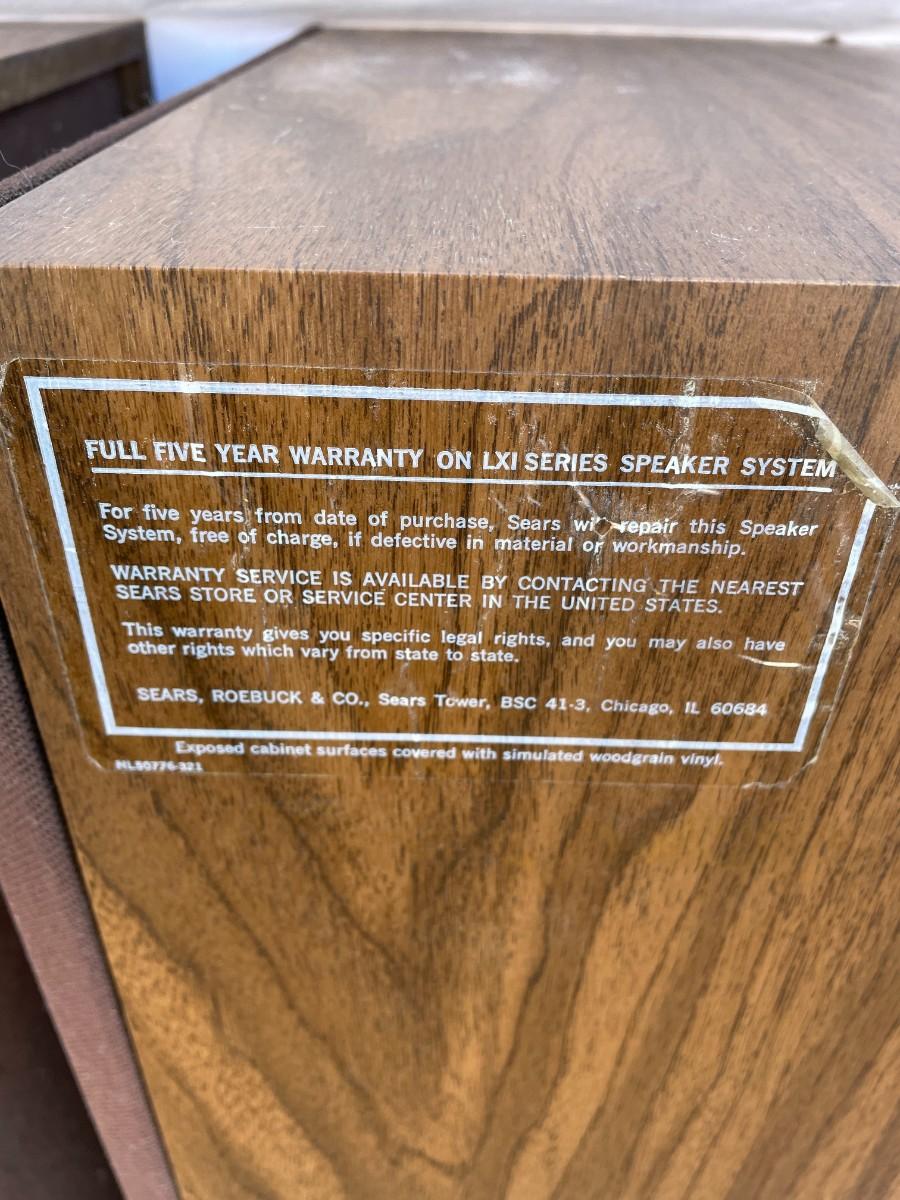 FULL FIVE YEAR WARRANTY ON LXI SERIES SPEAKER SYSTEM
For five years from date of purchase, Sears will repair this Speaker
System, free of charge, if defective in material or workmanship.
WARRANTY SERVICE IS AVAILABLE BY CONTACTING THE NEAREST
SEARS STORE OR SERVICE CENTER IN THE UNITED STATES.
This warranty gives you specific legal rights, and you may also have
other rights which vary from state to state.
SEARS, ROEBUCK & CO., Sears Tower, BSC 41-3, Chicago, IL 60684
Exposed cabinet surfaces covered with simulated woodgrain vinyl.
NL50776-321